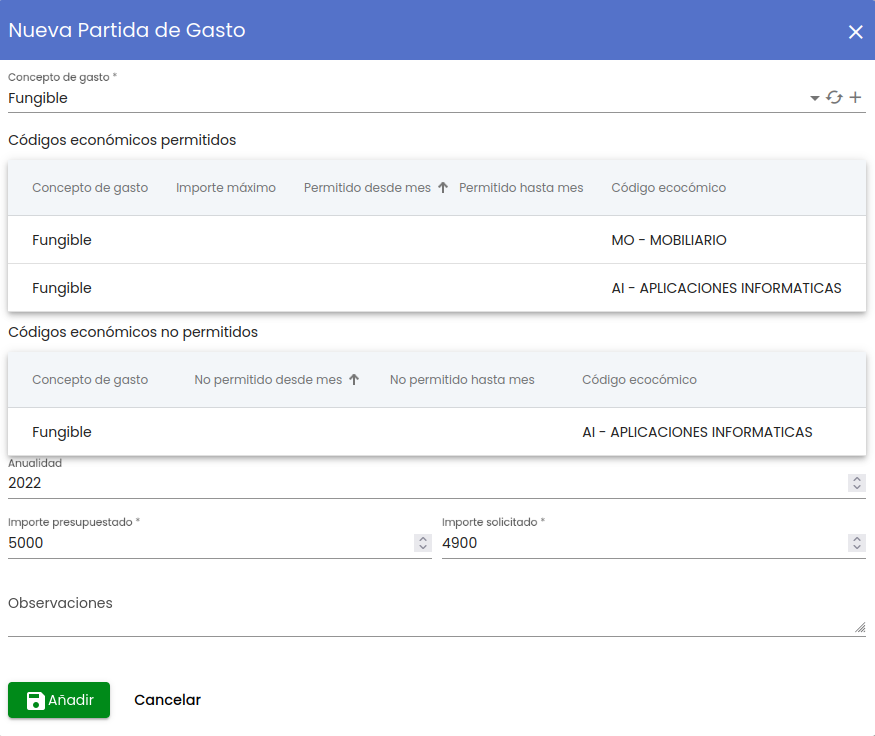 Nueva Partida de Gasto
Concepto de gasto *
Fungible
Códigos económicos permitidos
Concepto de gasto Importe máximo Permitido desde mes Permitido hasta mes Código ecocómico
Fungible MO - MOBILIARIO
Fungible AI - APLICACIONES INFORMATICAS
Códigos económicos no permitidos
Concepto de gasto No permitido desde mes No permitido hasta mes Código ecocómico
Fungible AI - APLICACIONES INFORMATICAS
Anualidad
2022
Importe presupuestado * Importe solicitado *
5000 4900
Observaciones
Añadir Cancelar